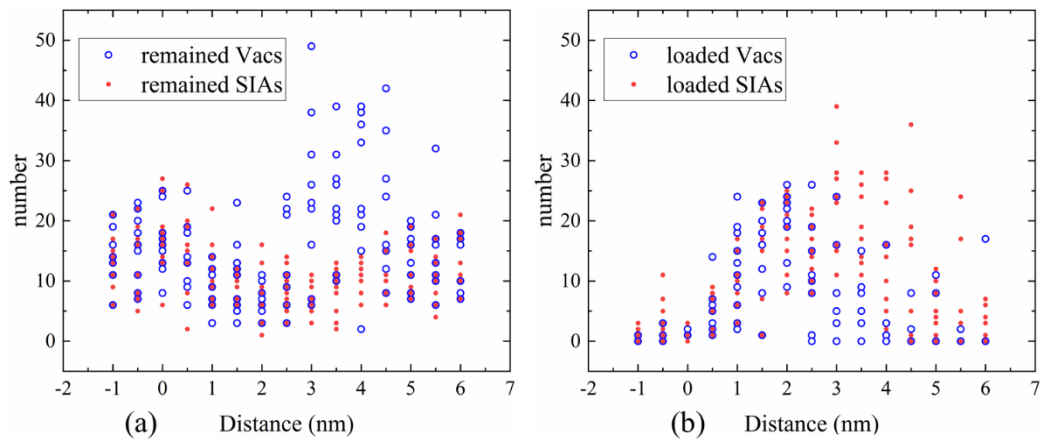 50
40
30
20
10
0
number
remained Vacs
remained SIAs
-2 -1 0 1 2 3 4 5 6 7
(a) Distance (nm)
50
40
30
20
10
0
number
loaded Vacs
loaded SIAs
-2 -1 0 1 2 3 4 5 6 7
(b) Distance (nm)